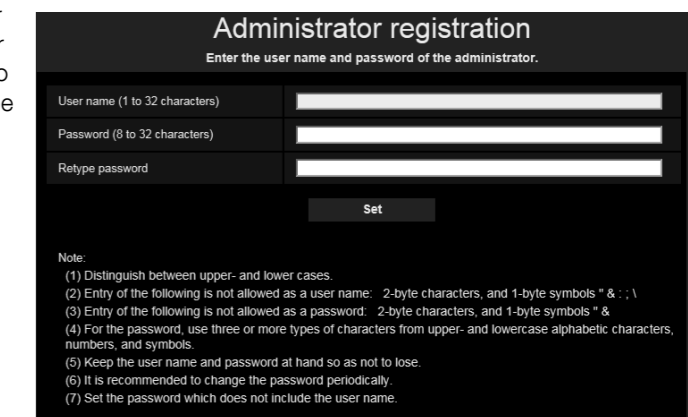 Administrator registration
Enter the user name and password of the administrator.
User name (1 to 32 characters)
Password (8 to 32 characters)
Retype password
Set
Note:
(1) Distinguish between upper- and lower cases.
(2) Entry of the following is not allowed as a user name: 2-byte characters, and 1-byte symbols " & : ; \
(3) Entry of the following is not allowed as a password: 2-byte characters, and 1-byte symbols " &
(4) For the password, use three or more types of characters from upper- and lowercase alphabetic characters,
numbers, and symbols.
(5) Keep the user name and password at hand so as not to lose.
(6) It is recommended to change the password periodically.
(7) Set the password which does not include the user name.